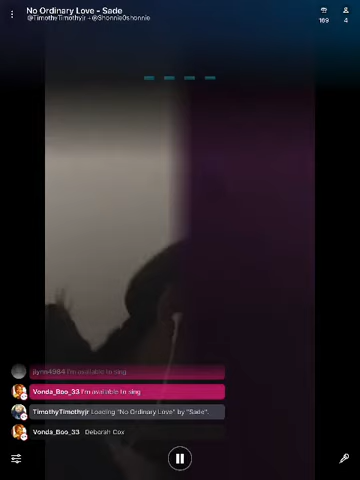 No Ordinary Love - Sade
@TimothyTimothyjr • @Shonnie0shonnie
169
4
jlynn4984 I'm available to sing
Vonda_Boo_33 I'm available to sing
TimothyTimothyjr Loading "No Ordinary Love" by "Sade".
Vonda_Boo_33 Deborah Cox